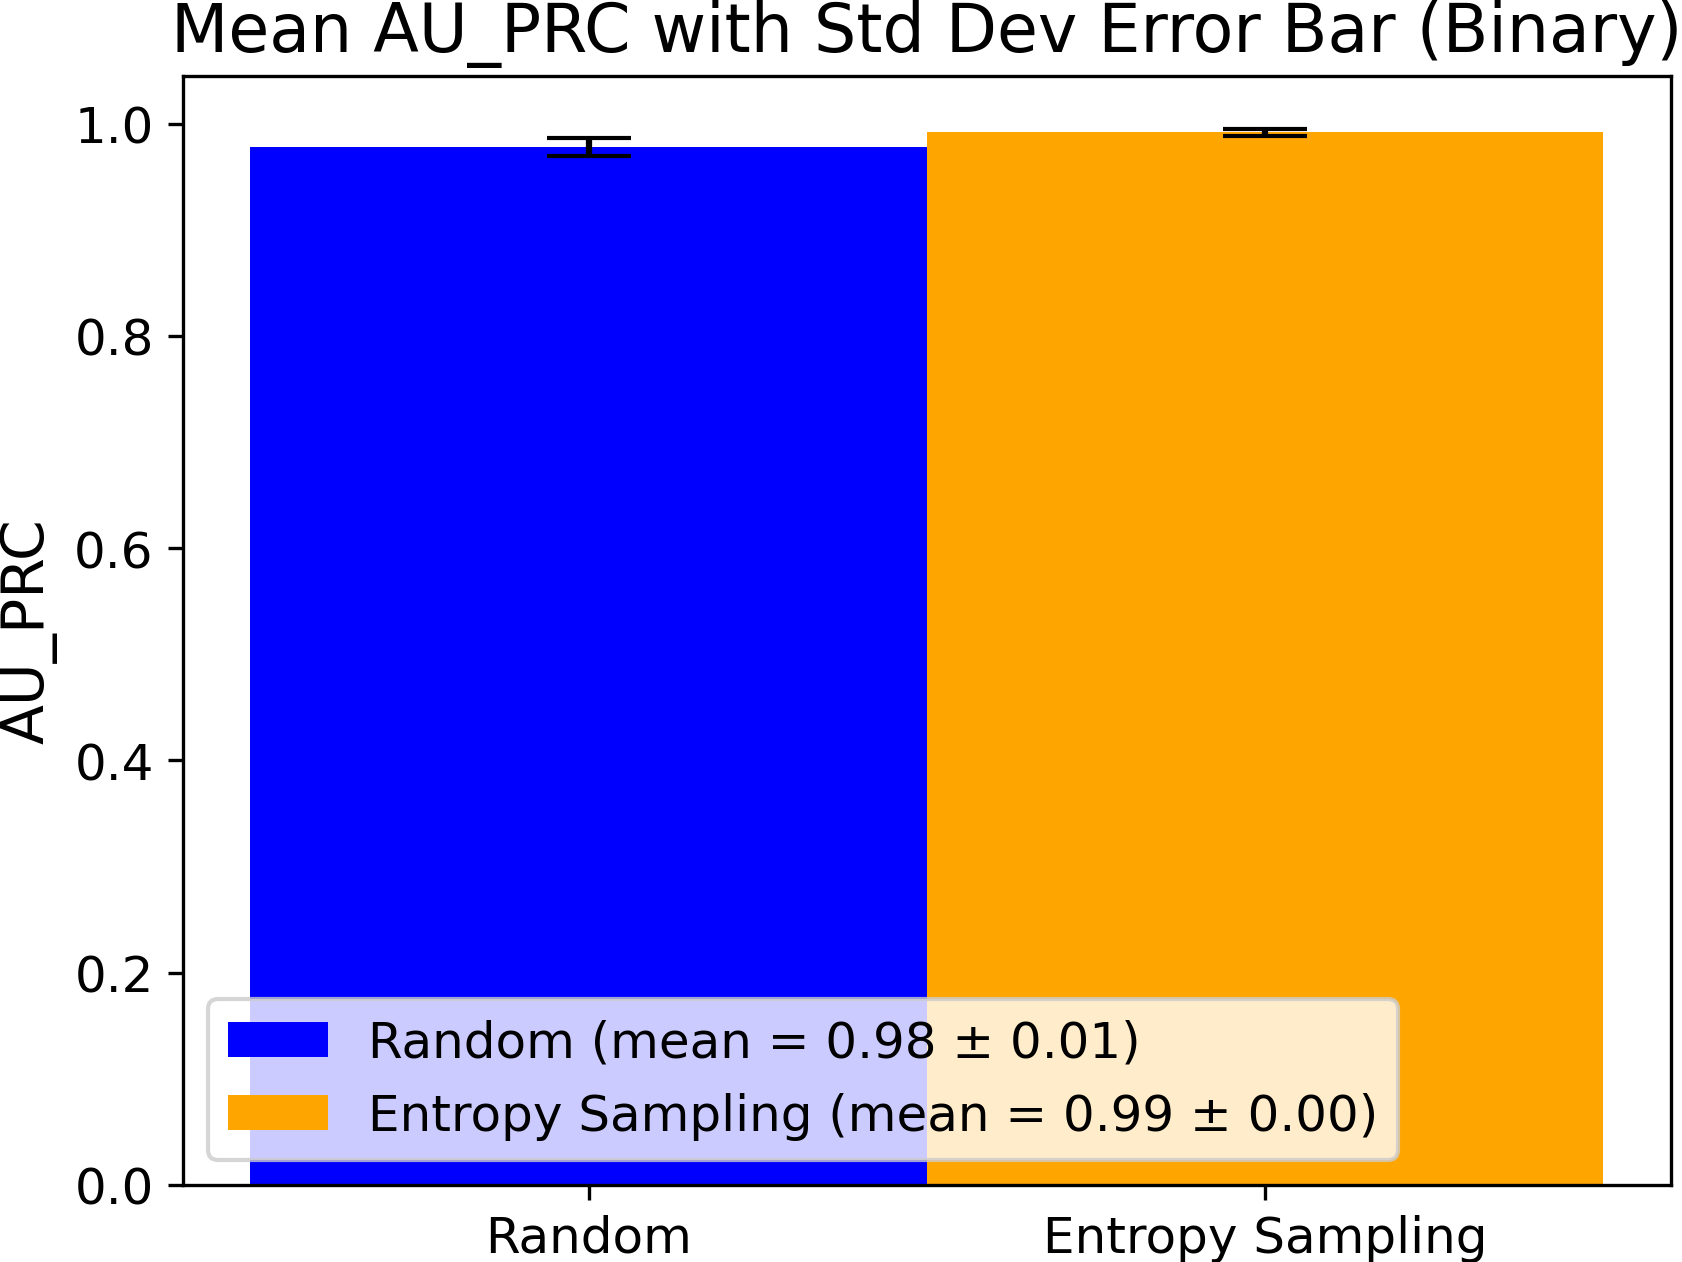 Mean AU_PRC with Std Dev Error Bar (Binary)
1.0
0.8
0.6
0.4
0.2
0.0
AU_PRC
Random (mean = 0.98 ± 0.01)
Entropy Sampling (mean = 0.99 ± 0.00)
Random
Entropy Sampling